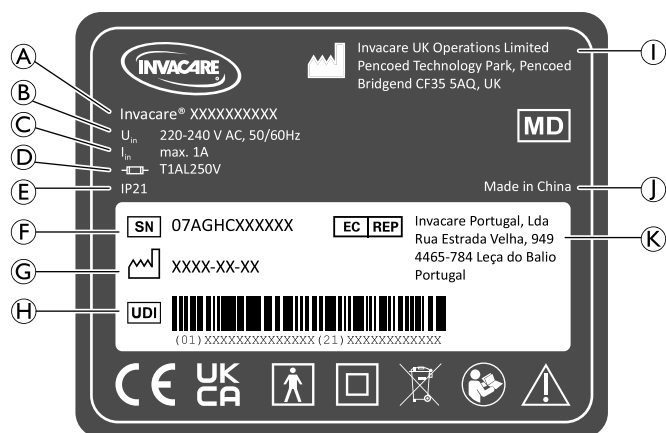 INVACARE
Invacare UK Operations Limited
Pencoed Technology Park, Pencoed
Bridgend CF35 5AQ, UK
A
Invacare® XXXXXXXXXX
B
Uin 220-240 V AC, 50/60Hz
C
Iin max. 1A
D
T1AL250V
E
IP21
I
MD
Made in China
J
F
SN 07AGHCXXXXXX
G
XXXX-XX-XX
H
UDI
(01)XXXXXXXXXXXXXX(21)XXXXXXXXXXXX
EC REP
Invacare Portugal, Lda
Rua Estrada Velha, 949
4465-784 Leça do Balio
Portugal
K
CE
UK
CA